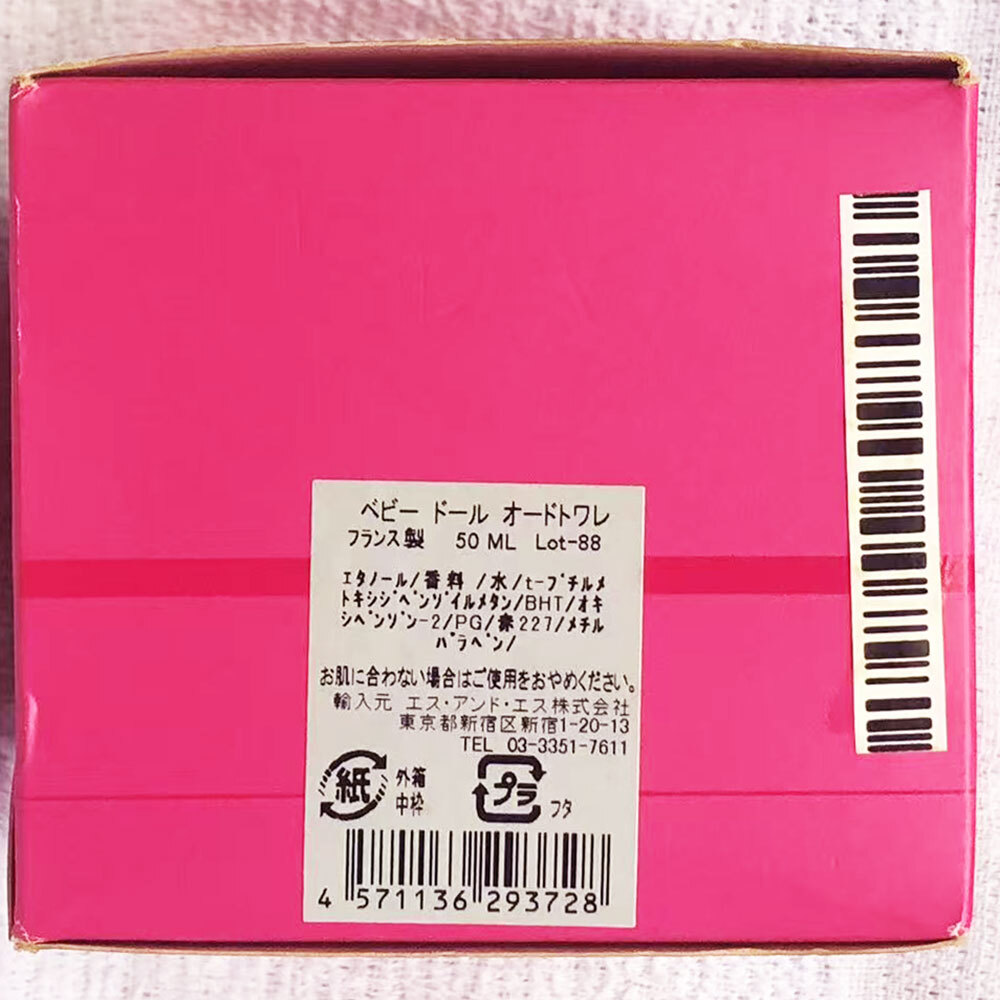 ベビー ドール オードトワレ
フランス製 50 ML Lot-88
エタノール/香料 /水/t-ブチルメ
トキシジベンゾイルメタン/BHT/オキ
シベンゾン-2/PG/赤227/メチル
パラベン/
お肌に合わない場合はご使用をおやめください。
輸入元 エス・アンド・エス株式会社
東京都新宿区新宿1-20-13
TEL 03-3351-7611
紙 外箱 プラ
中枠 フタ
4 571136 293728